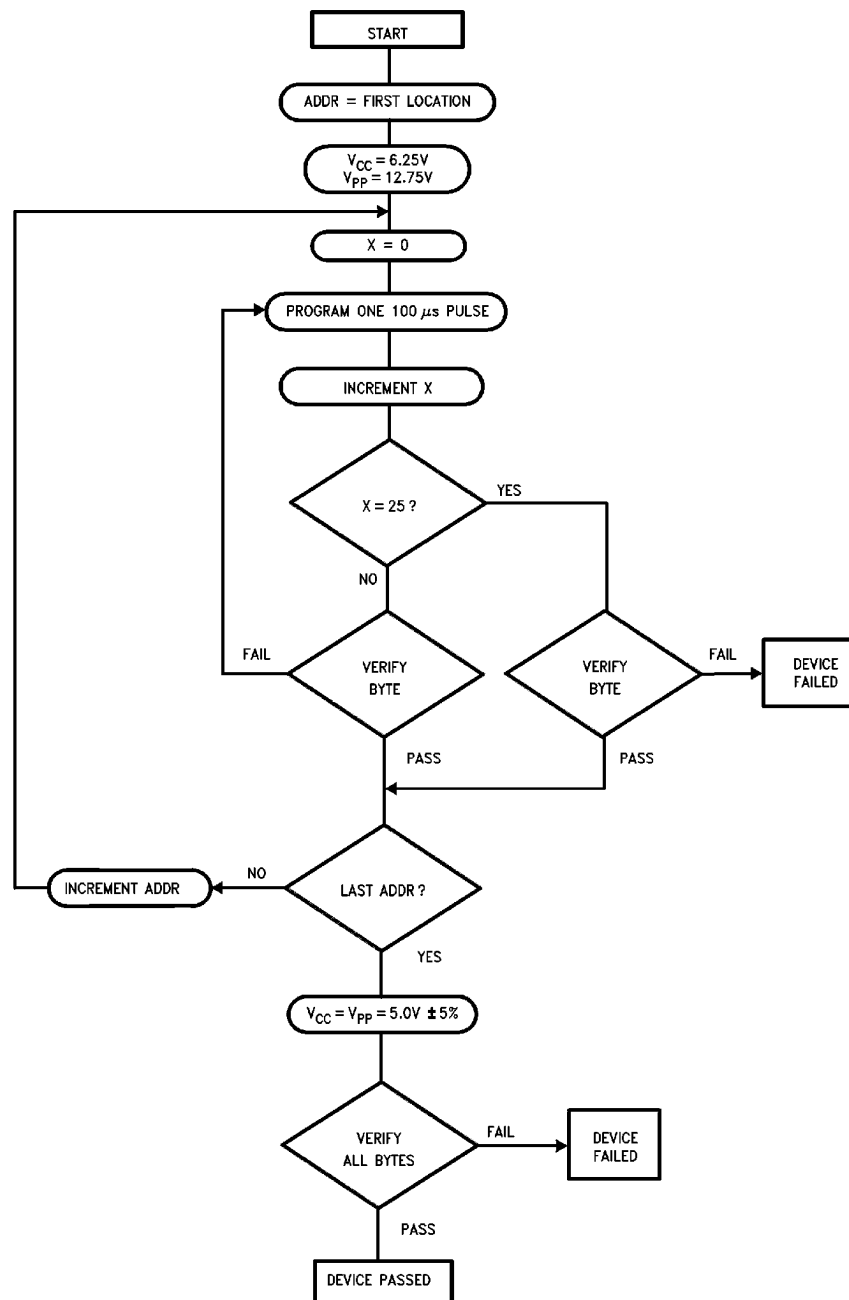 START
ADDR = FIRST LOCATION
VCC = 6.25V
VPP = 12.75V
X = 0
PROGRAM ONE 100 μs PULSE
INCREMENT X
X = 25 ?
YES
NO
FAIL
VERIFY
BYTE
VERIFY
BYTE
FAIL
DEVICE
FAILED
PASS
PASS
INCREMENT ADDR
NO
LAST ADDR ?
YES
VCC = VPP = 5.0V ±5%
VERIFY
ALL BYTES
FAIL
DEVICE
FAILED
PASS
DEVICE PASSED